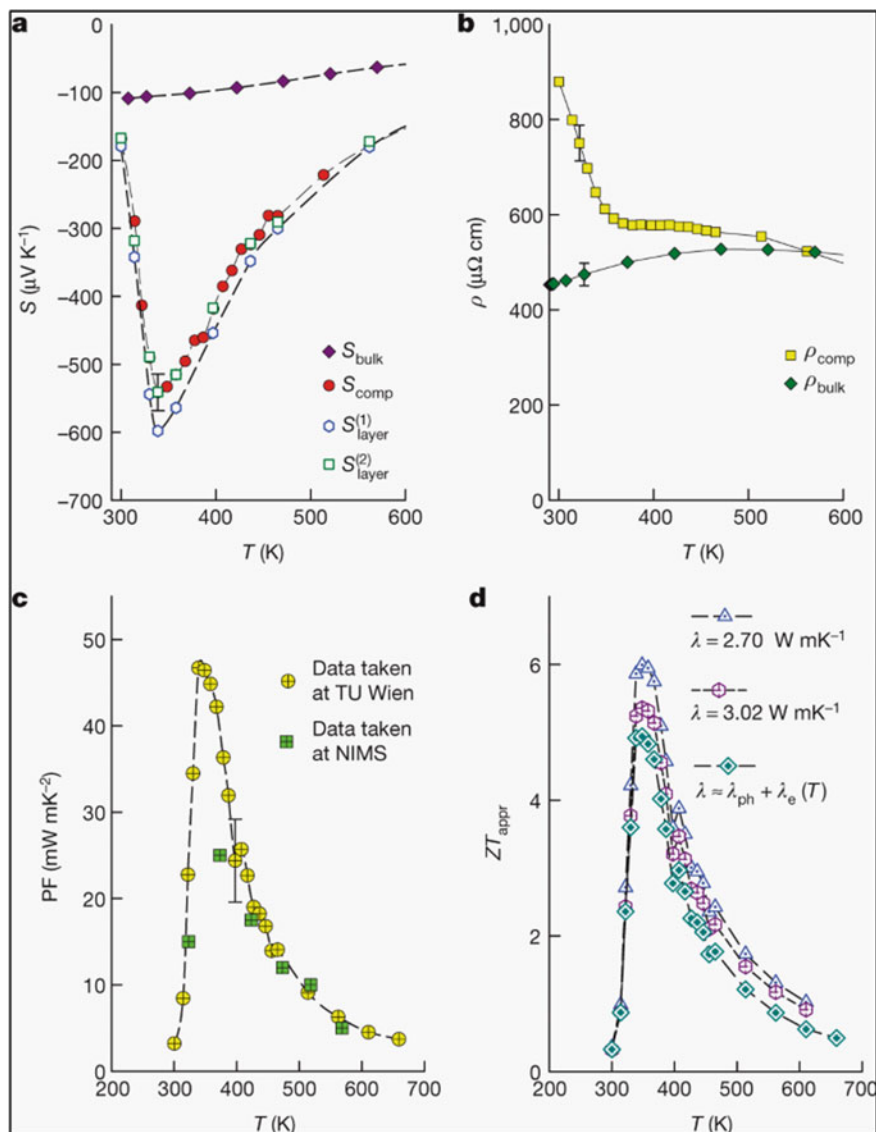 a
0
−100
−200
−300
−400
−500
−600
−700
S (μV K⁻¹)
300
400
500
600
T (K)
S_bulk
S_comp
S_layer^(1)
S_layer^(2)
b
1,000
800
600
400
200
0
ρ (μΩ cm)
300
400
500
600
T (K)
ρ_comp
ρ_bulk
c
50
40
30
20
10
0
PF (mW mK⁻²)
200
300
400
500
600
700
T (K)
Data taken
at TU Wien
Data taken
at NIMS
d
6
4
2
0
ZT_appr
200
300
400
500
600
700
T (K)
λ = 2.70 W mK⁻¹
λ = 3.02 W mK⁻¹
λ ≈ λ_ph + λ_e (T)